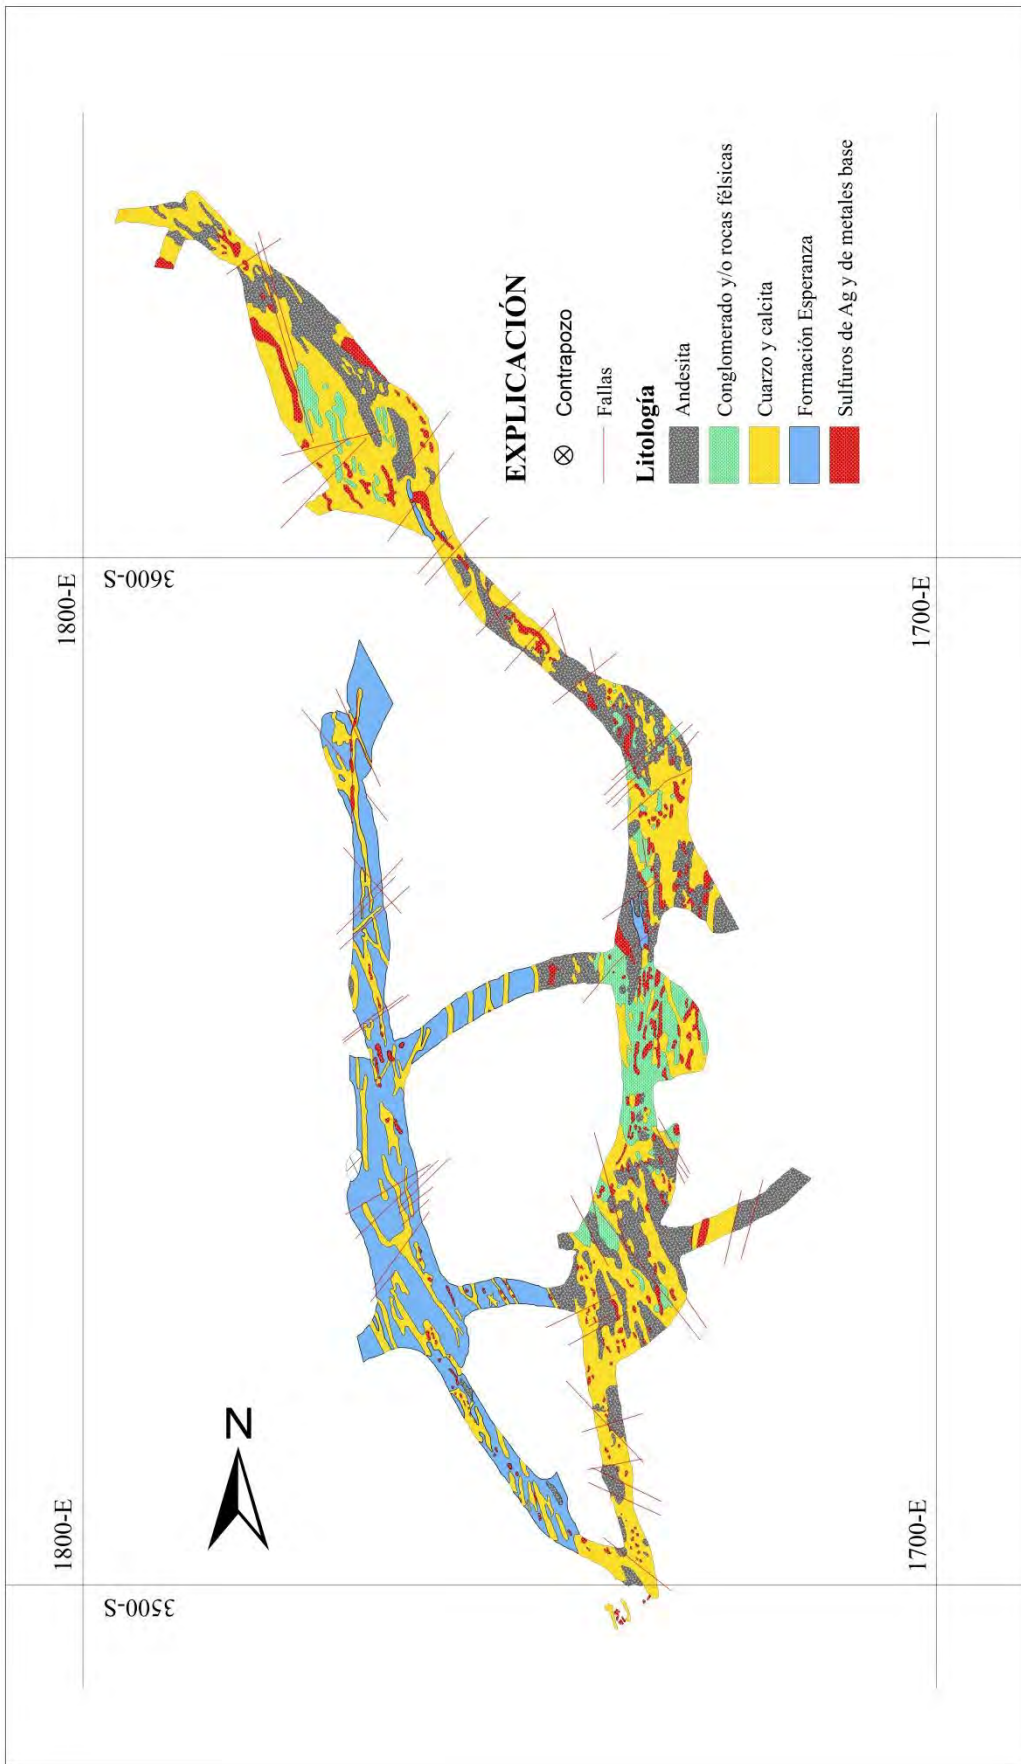 1800-E
1800-E
3600-S
3500-S
N
EXPLICACIÓN
Contrapozo
Fallas
Litología
Andesita
Conglomerado y/o rocas félsicas
Cuarzo y calcita
Formación Esperanza
Sulfuros de Ag y de metales base
1700-E
1700-E